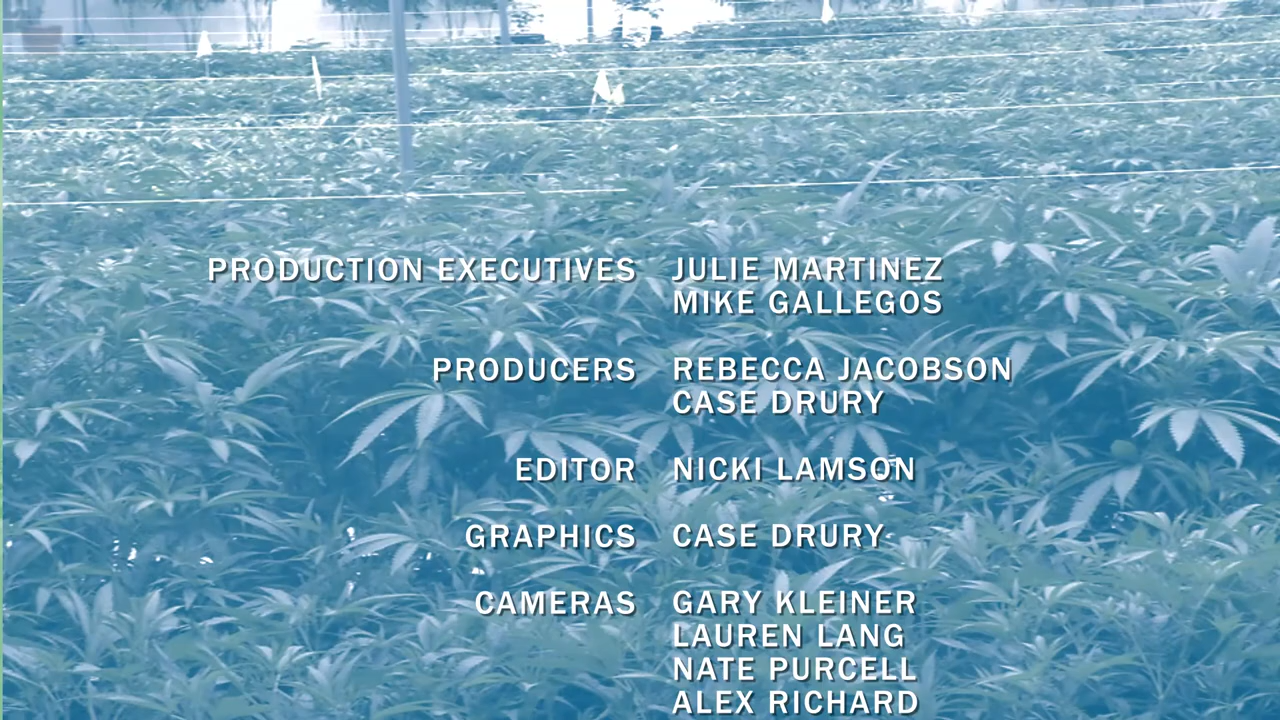 PRODUCTION EXECUTIVES JULIE MARTINEZ
MIKE GALLEGOS
PRODUCERS REBECCA JACOBSON
CASE DRURY
EDITOR NICKI LAMSON
GRAPHICS CASE DRURY
CAMERAS GARY KLEINER
LAUREN LANG
NATE PURCELL
ALEX RICHARD